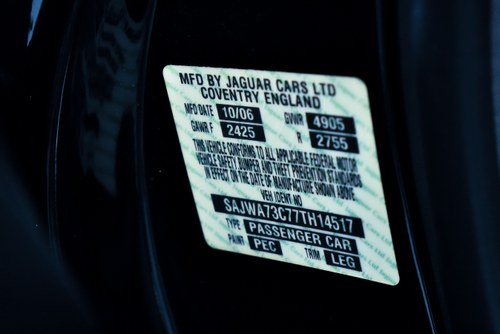 MFD BY JAGUAR CARS LTD
COVENTRY ENGLAND
MFD DATE 10/06 GVWR 4905
GAWR F 2425 R 2755
THIS VEHICLE CONFORMS TO ALL APPLICABLE FEDERAL MOTOR
VEHICLE SAFETY BUMPER AND THEFT PREVENTION STANDARDS
IN EFFECT ON THE DATE OF MANUFACTURE SHOWN ABOVE.
VEH IDENT NO
SAJWA73C77TH14517
TYPE PASSENGER CAR
PAINT PEC TRIM LEG